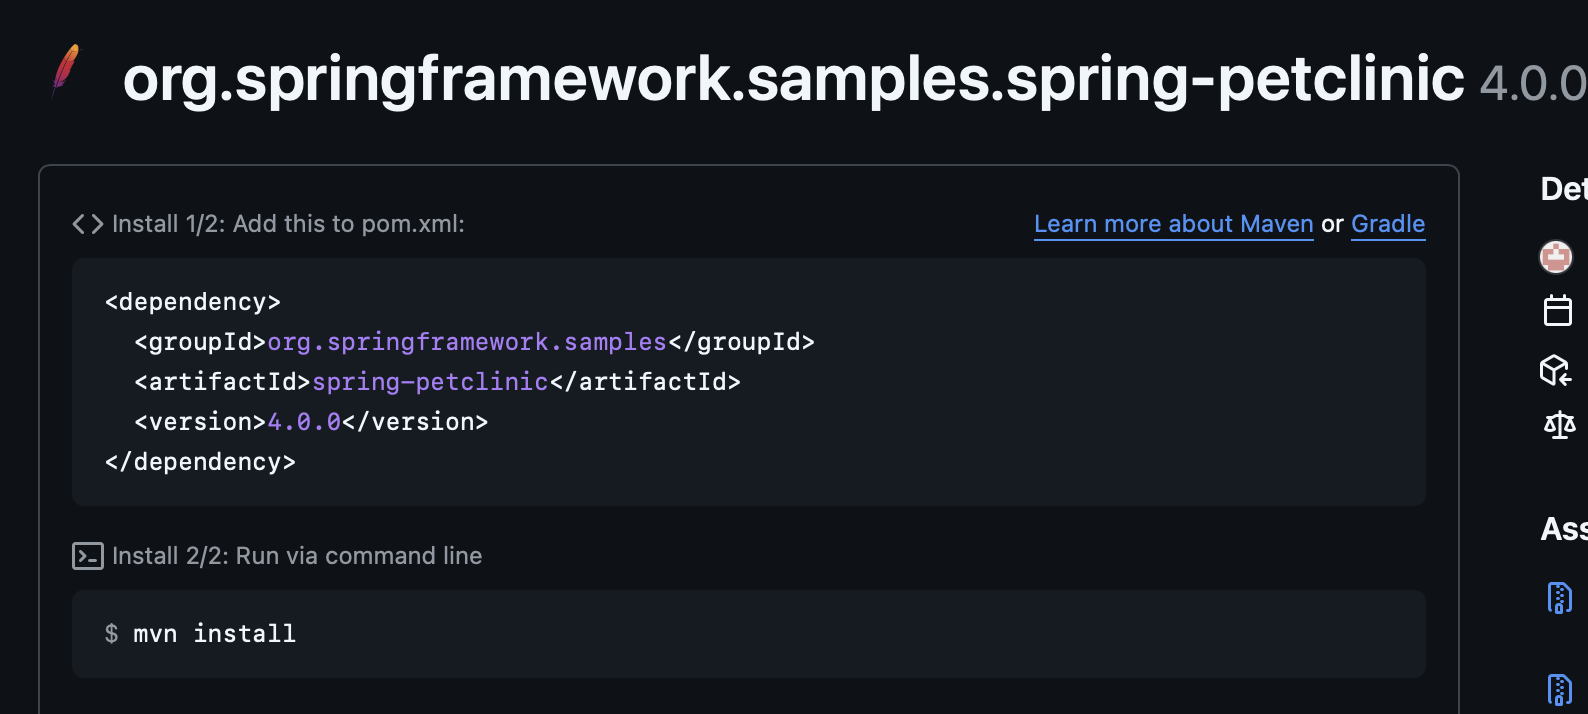 org.springframework.samples.spring-petclinic 4.0.0
Install 1/2: Add this to pom.xml:
Learn more about Maven or Gradle
<dependency>
  <groupId>org.springframework.samples</groupId>
  <artifactId>spring-petclinic</artifactId>
  <version>4.0.0</version>
</dependency>
Install 2/2: Run via command line
$ mvn install